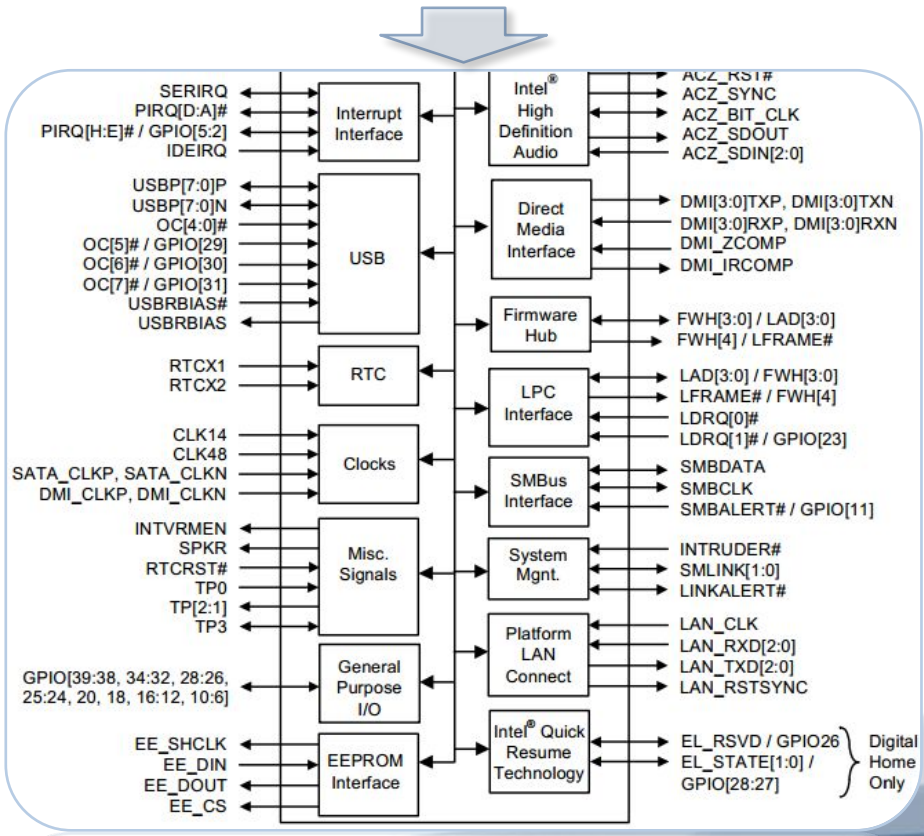 SERIRQ
PIRQ[D:A]#
PIRQ[H:E]# / GPIO[5:2]
IDEIRQ
Interrupt
Interface
USBP[7:0]P
USBP[7:0]N
OC[4:0]#
OC[5]# / GPIO[29]
OC[6]# / GPIO[30]
OC[7]# / GPIO[31]
USBRBIAS#
USBRBIAS
USB
RTCX1
RTCX2
RTC
CLK14
CLK48
SATA_CLKP, SATA_CLKN
DMI_CLKP, DMI_CLKN
Clocks
INTVRMEN
SPKR
RTCRST#
TP0
TP[2:1]
TP3
Misc.
Signals
GPIO[39:38, 34:32, 28:26,
25:24, 20, 18, 16:12, 10:6]
General
Purpose
I/O
EE_SHCLK
EE_DIN
EE_DOUT
EE_CS
EEPROM
Interface
Intel®
High
Definition
Audio
ACZ_RST#
ACZ_SYNC
ACZ_BIT_CLK
ACZ_SDOUT
ACZ_SDIN[2:0]
Direct
Media
Interface
DMI[3:0]TXP, DMI[3:0]TXN
DMI[3:0]RXP, DMI[3:0]RXN
DMI_ZCOMP
DMI_IRCOMP
Firmware
Hub
FWH[3:0] / LAD[3:0]
FWH[4] / LFRAME#
LPC
Interface
LAD[3:0] / FWH[3:0]
LFRAME# / FWH[4]
LDRQ[0]#
LDRQ[1]# / GPIO[23]
SMBus
Interface
SMBDATA
SMBCLK
SMBALERT# / GPIO[11]
System
Mgnt.
INTRUDER#
SMLINK[1:0]
LINKALERT#
Platform
LAN
Connect
LAN_CLK
LAN_RXD[2:0]
LAN_TXD[2:0]
LAN_RSTSYNC
Intel® Quick
Resume
Technology
EL_RSVD / GPIO26
EL_STATE[1:0] /
GPIO[28:27]
Digital
Home
Only